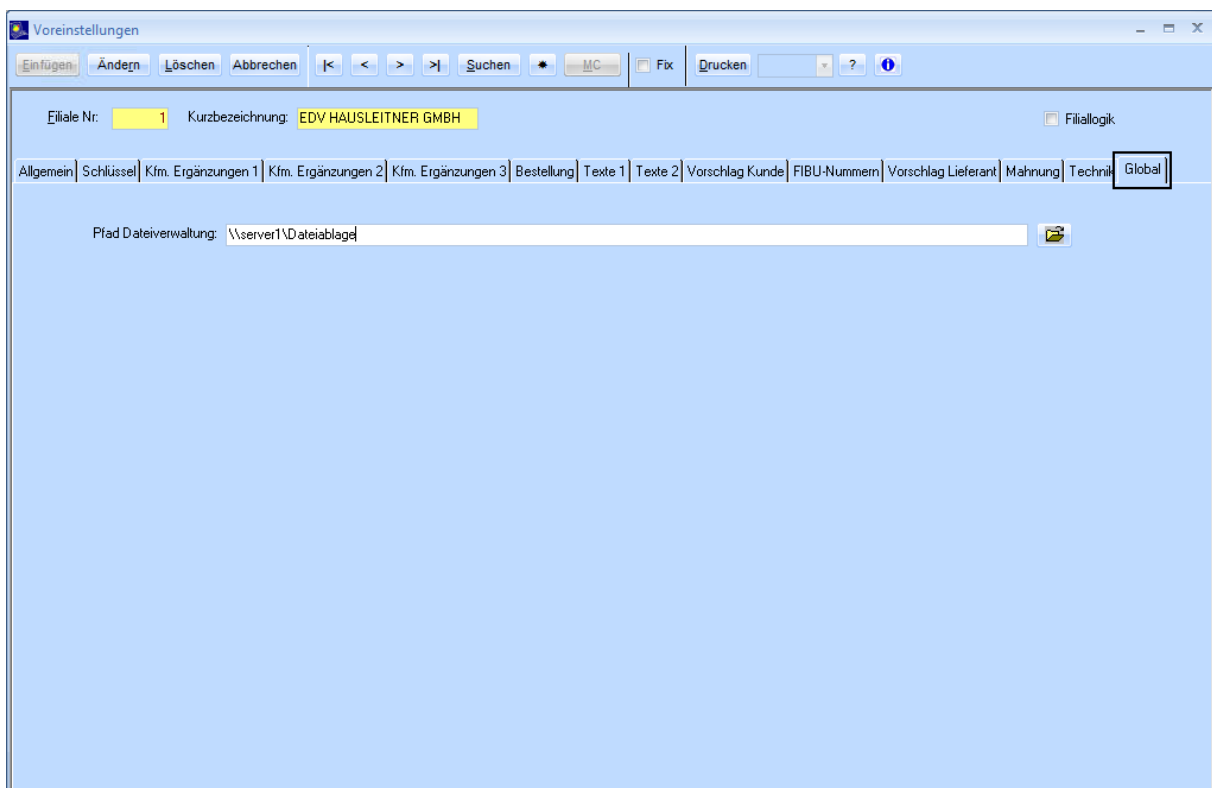 Voreinstellungen
Einfügen Ändern Löschen Abbrechen |< < > >| Suchen * MC Fix Drucken ? i
Filiale Nr: 1 Kurzbezeichnung: EDV HAUSLEITNER GMBH Filiallogik
Allgemein Schlüssel Kfm. Ergänzungen 1 Kfm. Ergänzungen 2 Kfm. Ergänzungen 3 Bestellung Texte 1 Texte 2 Vorschlag Kunde FIBU-Nummern Vorschlag Lieferant Mahnung Technik Global
Pfad Dateiverwaltung: \\server1\Dateiablage